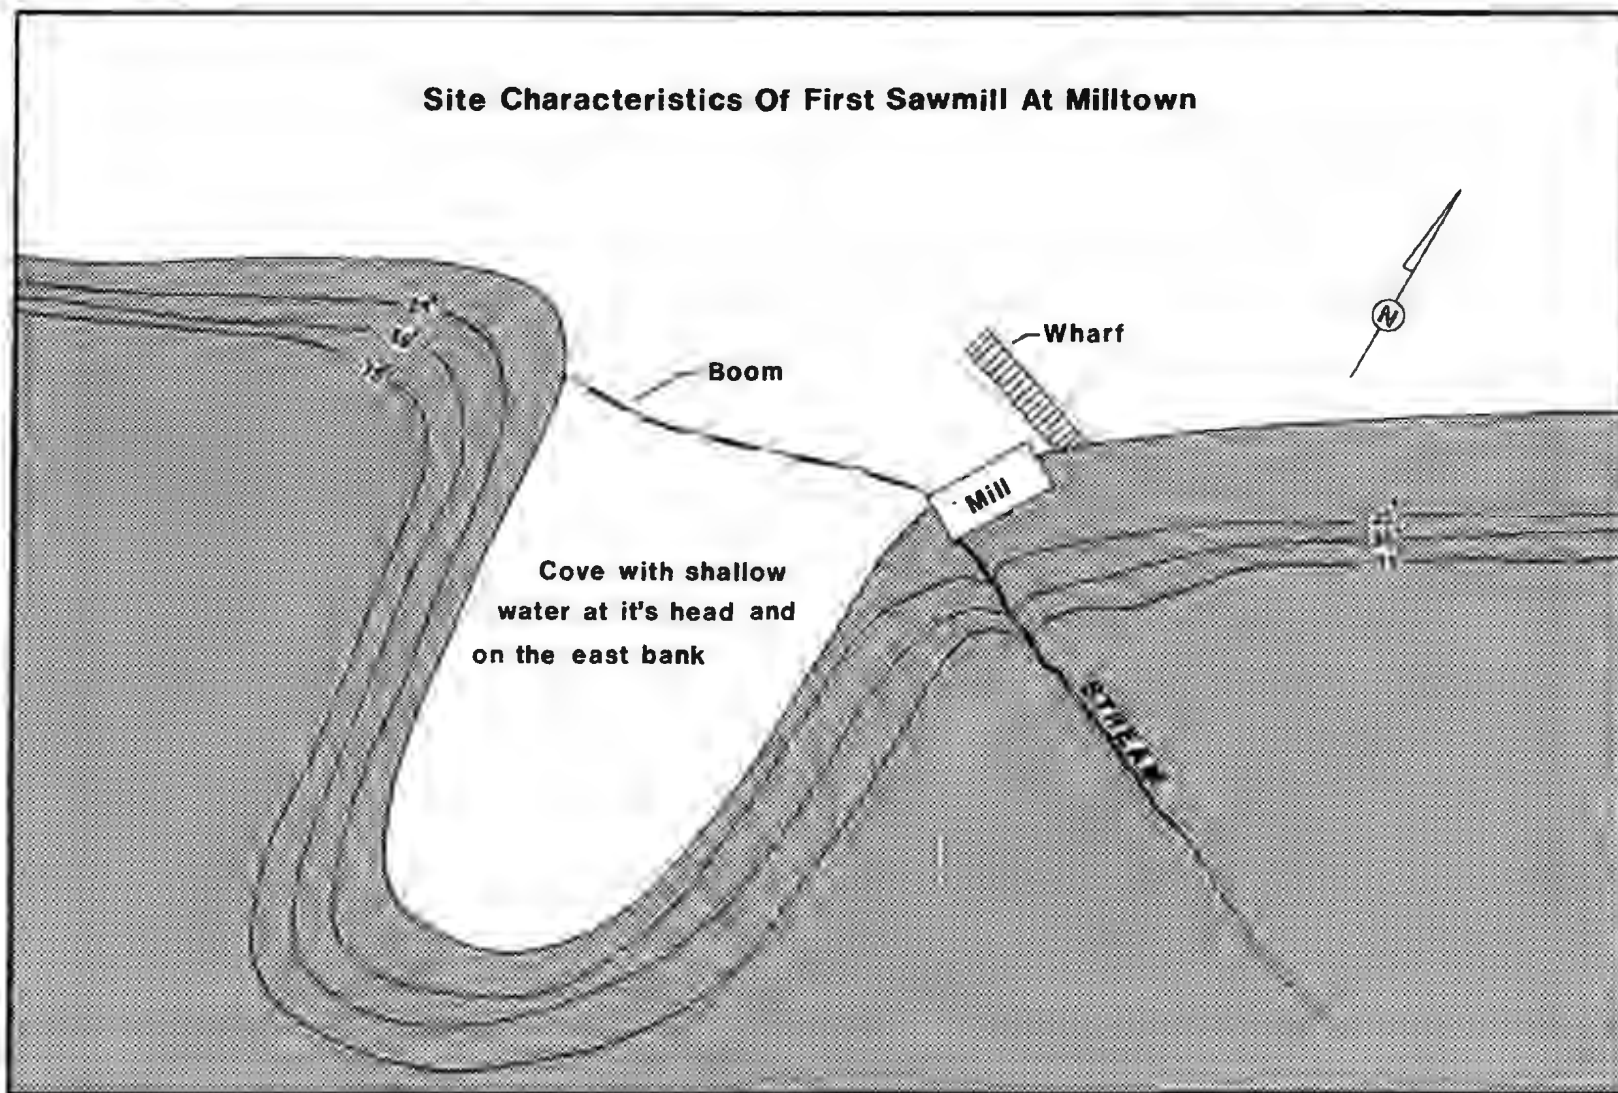 Site Characteristics Of First Sawmill At Milltown
N
Wharf
Boom
Mill
Cove with shallow
water at it's head and
on the east bank
STREAM